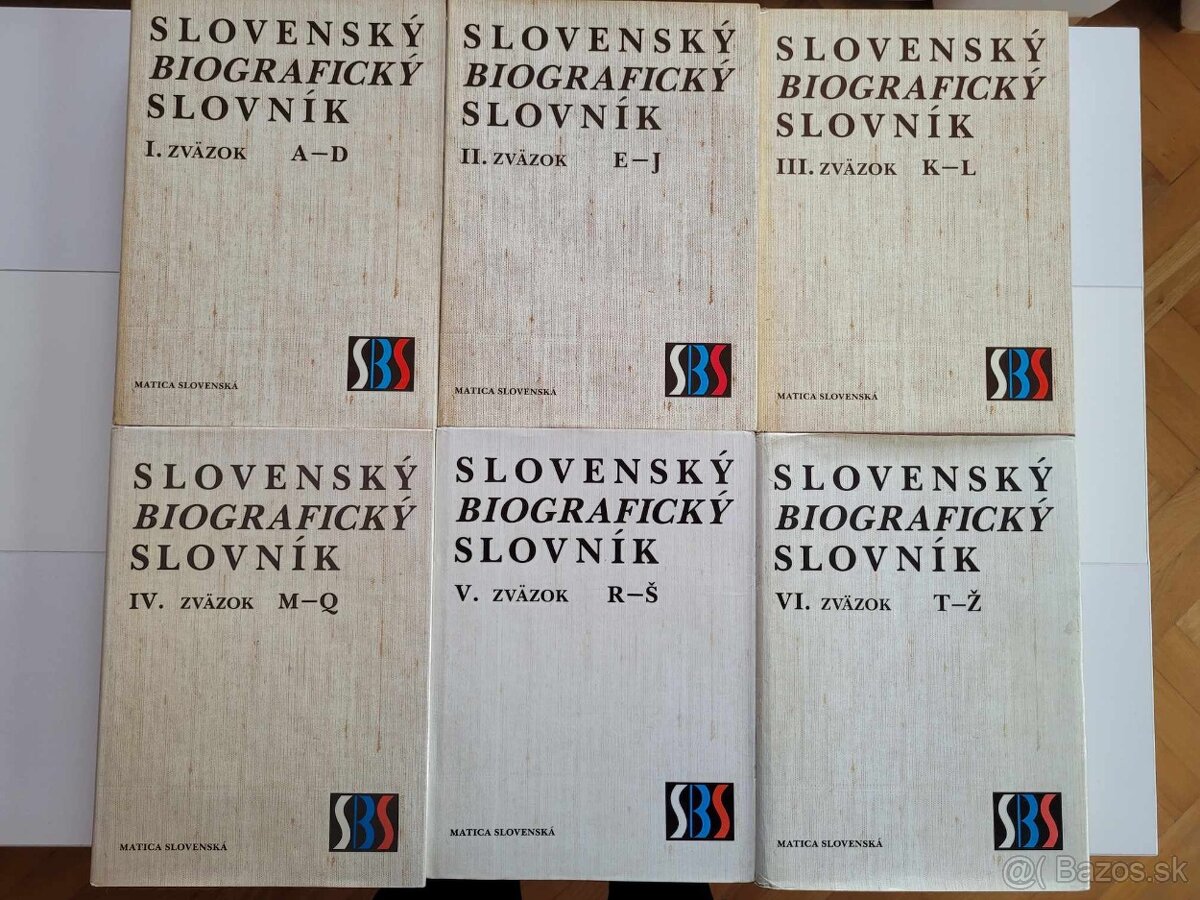 SLOVENSKÝ
BIOGRAFICKÝ
SLOVNÍK
I. ZVÄZOK A–D
SBS
MATICA SLOVENSKÁ
SLOVENSKÝ
BIOGRAFICKÝ
SLOVNÍK
II. ZVÄZOK E–J
SBS
MATICA SLOVENSKÁ
SLOVENSKÝ
BIOGRAFICKÝ
SLOVNÍK
III. ZVÄZOK K–L
SBS
MATICA SLOVENSKÁ
SLOVENSKÝ
BIOGRAFICKÝ
SLOVNÍK
IV. ZVÄZOK M–Q
SBS
MATICA SLOVENSKÁ
SLOVENSKÝ
BIOGRAFICKÝ
SLOVNÍK
V. ZVÄZOK R–Š
SBS
MATICA SLOVENSKÁ
SLOVENSKÝ
BIOGRAFICKÝ
SLOVNÍK
VI. ZVÄZOK T–Ž
SBS
MATICA SLOVENSKÁ
@( Bazos.sk